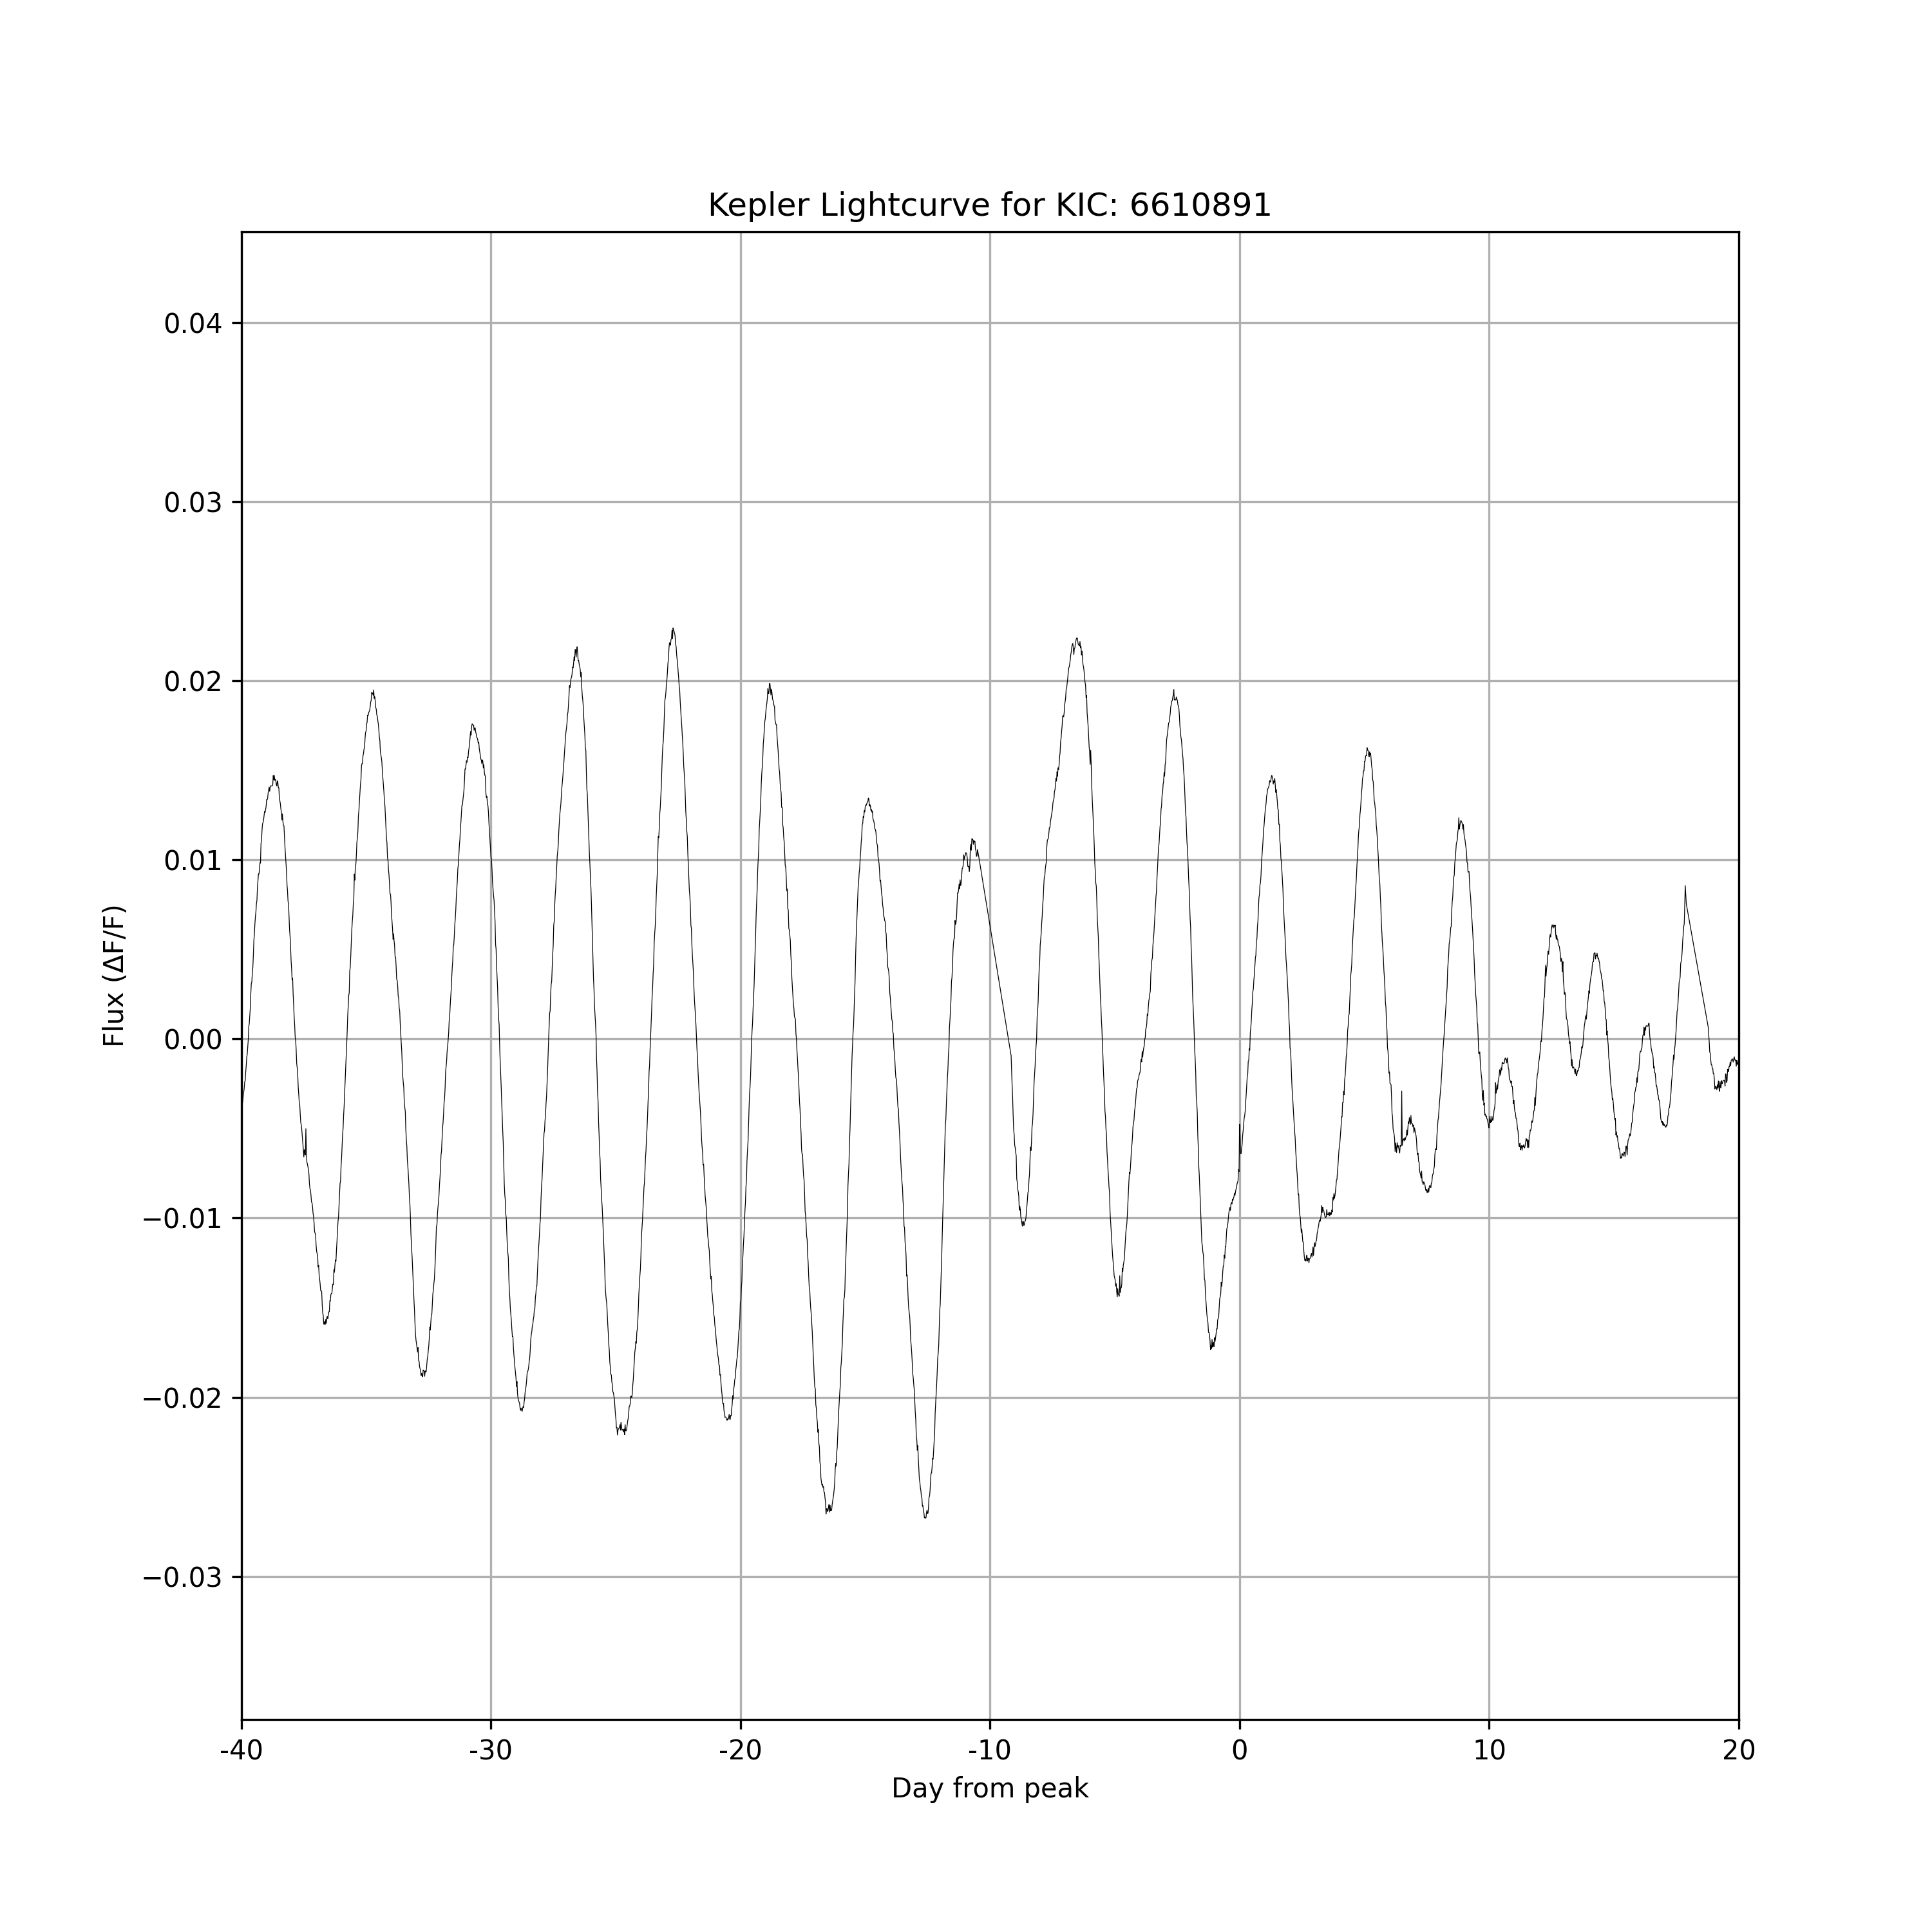 Kepler Lightcurve for KIC: 6610891
Flux (ΔF/F)
0.04
0.03
0.02
0.01
0.00
−0.01
−0.02
−0.03
-40 -30 -20 -10 0 10 20
Day from peak